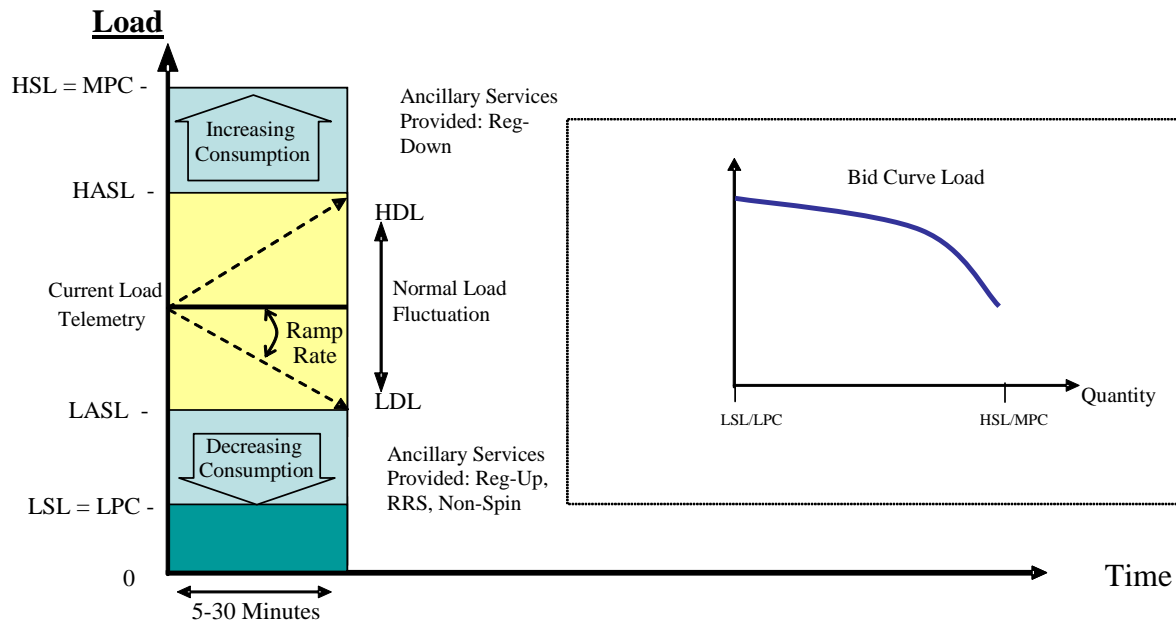 Load
HSL = MPC -
Increasing
Consumption
Ancillary Services
Provided: Reg-
Down
HASL -
HDL
Current Load
Telemetry
Ramp
Rate
Normal Load
Fluctuation
LDL
LASL -
Decreasing
Consumption
Ancillary Services
Provided: Reg-Up,
RRS, Non-Spin
LSL = LPC -
0
5-30 Minutes
Time
Bid Curve Load
Quantity
LSL/LPC
HSL/MPC